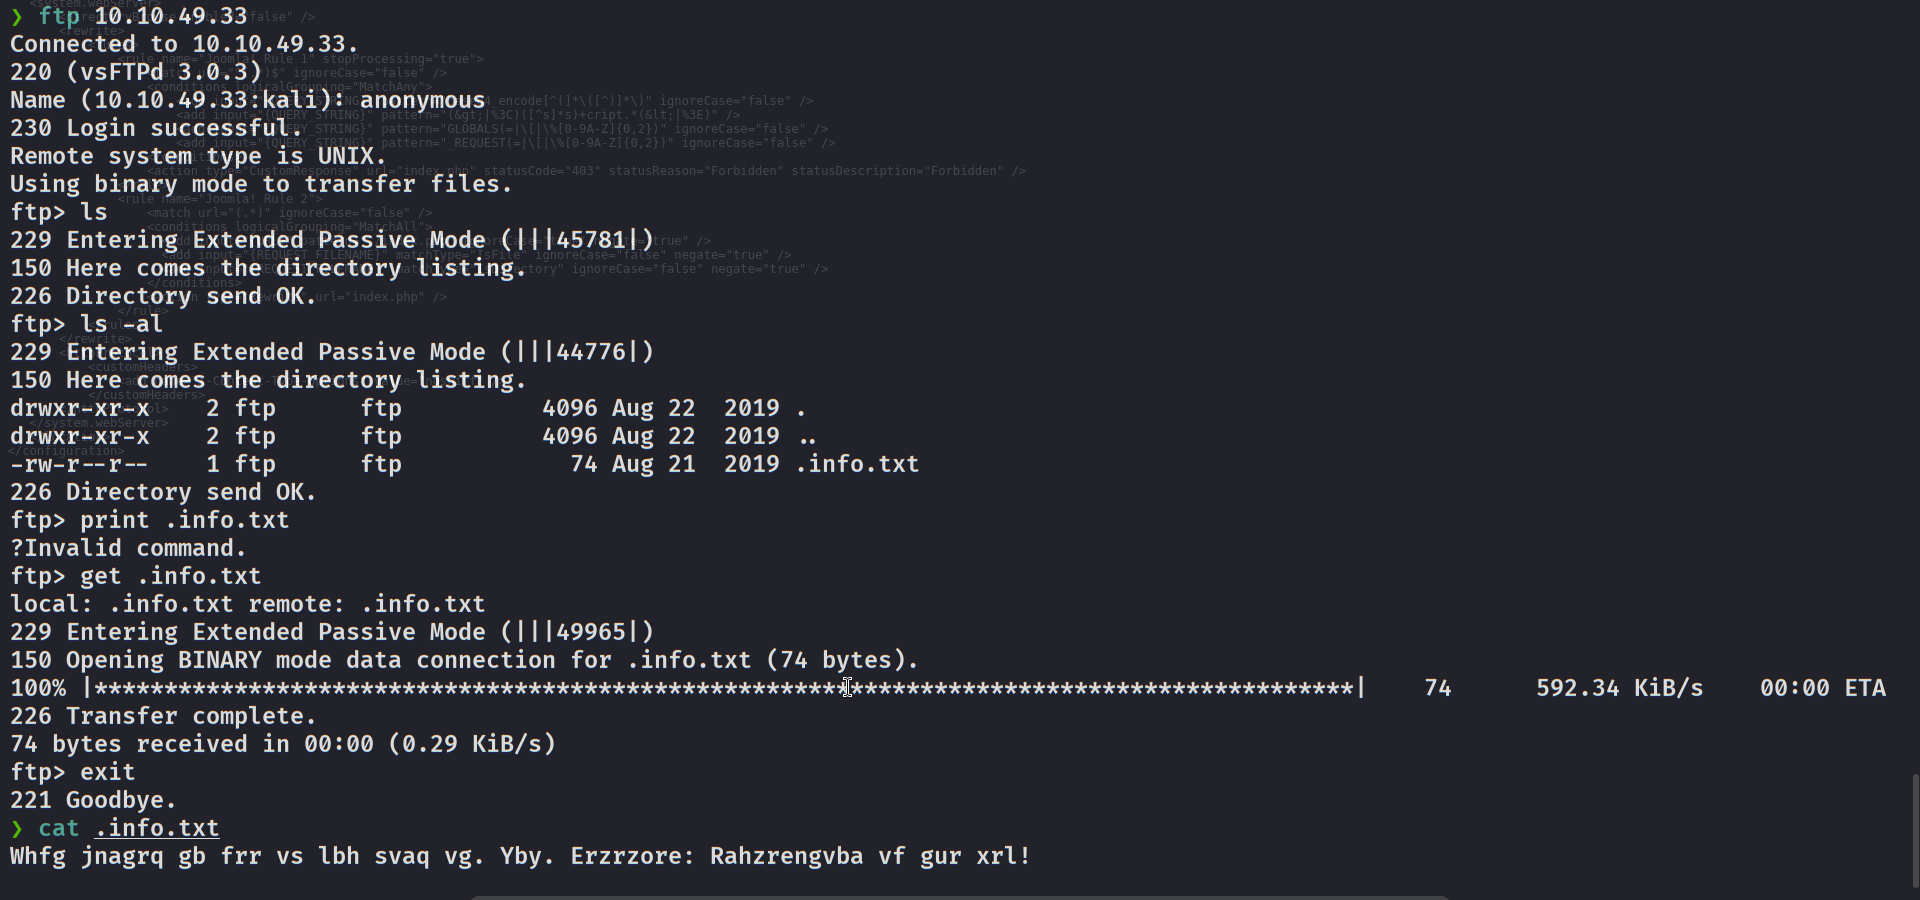 ❯ ftp 10.10.49.33
Connected to 10.10.49.33.
220 (vsFTPd 3.0.3)
Name (10.10.49.33:kali): anonymous
230 Login successful.
Remote system type is UNIX.
Using binary mode to transfer files.
ftp> ls
229 Entering Extended Passive Mode (|||45781|)
150 Here comes the directory listing.
226 Directory send OK.
ftp> ls -al
229 Entering Extended Passive Mode (|||44776|)
150 Here comes the directory listing.
drwxr-xr-x    2 ftp      ftp          4096 Aug 22  2019 .
drwxr-xr-x    2 ftp      ftp          4096 Aug 22  2019 ..
-rw-r--r--    1 ftp      ftp            74 Aug 21  2019 .info.txt
226 Directory send OK.
ftp> print .info.txt
?Invalid command.
ftp> get .info.txt
local: .info.txt remote: .info.txt
229 Entering Extended Passive Mode (|||49965|)
150 Opening BINARY mode data connection for .info.txt (74 bytes).
100% |******************************************************************************************|    74      592.34 KiB/s    00:00 ETA
226 Transfer complete.
74 bytes received in 00:00 (0.29 KiB/s)
ftp> exit
221 Goodbye.
❯ cat .info.txt
Whfg jnagrq gb frr vs lbh svaq vg. Yby. Erzrzore: Rahzrengvba vf gur xrl!